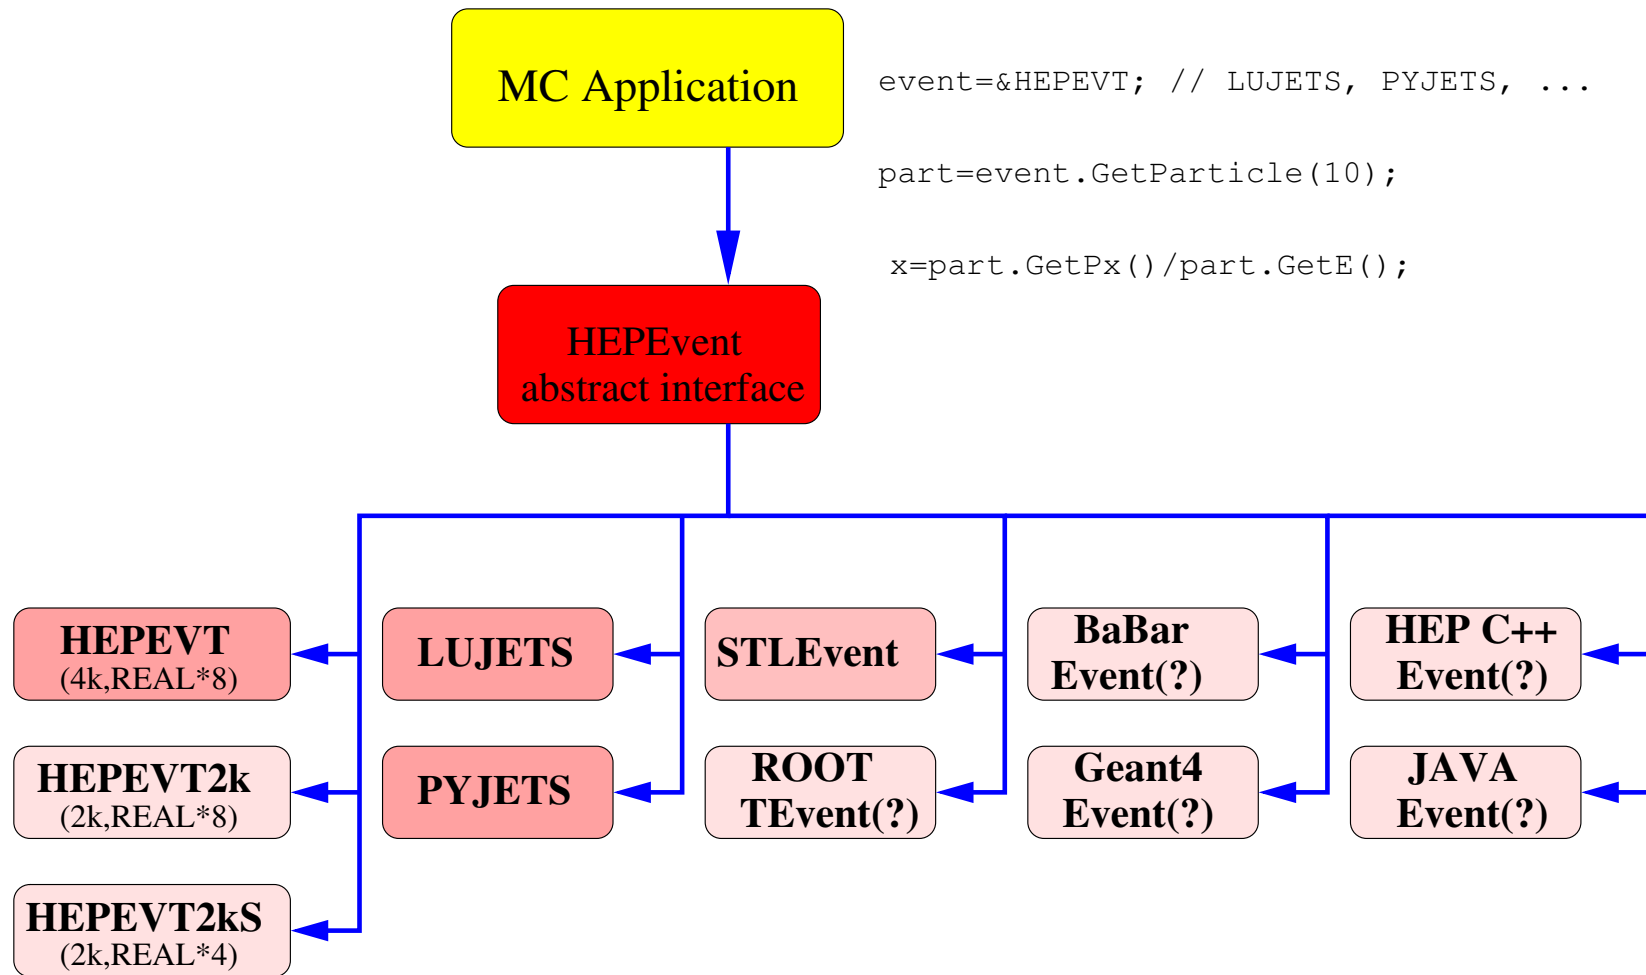 MC Application
event=&HEPEVT; // LUJETS, PYJETS, ...
part=event.GetParticle(10);
x=part.GetPx()/part.GetE();
HEPEvent
abstract interface
HEPEVT
(4k,REAL*8)
LUJETS
STLEvent
BaBar
Event(?)
HEP C++
Event(?)
HEPEVT2k
(2k,REAL*8)
PYJETS
ROOT
TEvent(?)
Geant4
Event(?)
JAVA
Event(?)
HEPEVT2kS
(2k,REAL*4)